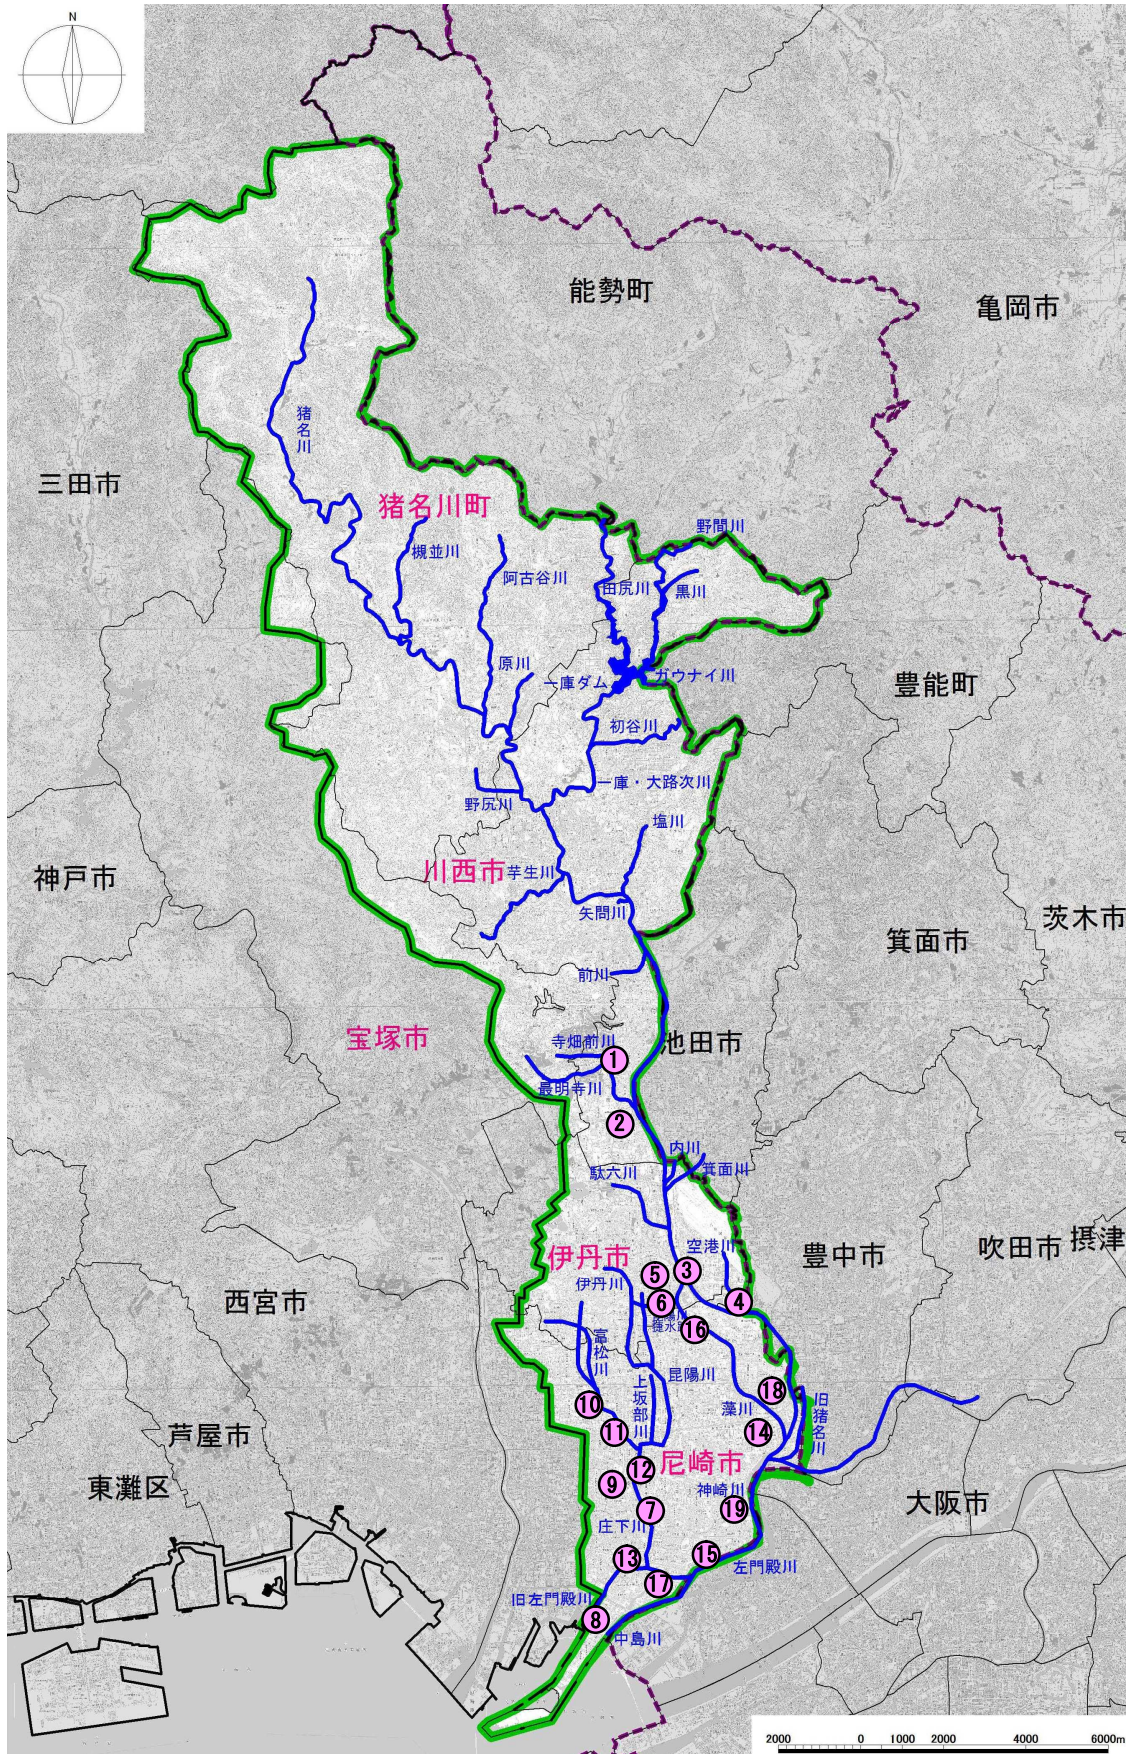 N
能勢町
亀岡市
猪名川
三田市
猪名川町
野間川
槻並川
阿古谷川
田尻川
黒川
原川
一庫ダム
ガウナイ川
豊能町
初谷川
一庫・大路次川
野尻川
塩川
川西市
芋生川
神戸市
矢問川
茨木市
箕面市
前川
宝塚市
寺畑前川
池田市
①
最明寺川
②
内川
箕面川
駄六川
伊丹市
空港川
豊中市
吹田市
摂津
伊丹川
⑤
③
⑥
④
西宮市
⑯
富松川
昆陽川
上坂部川
⑱
⑩
藻川
旧猪名川
芦屋市
⑪
⑭
尼崎市
⑫
東灘区
⑨
神崎川
大阪市
⑦
⑲
庄下川
⑬
⑮
左門殿川
⑰
旧左門殿川
⑧
中島川
2000 0 1000 2000 4000 6000m